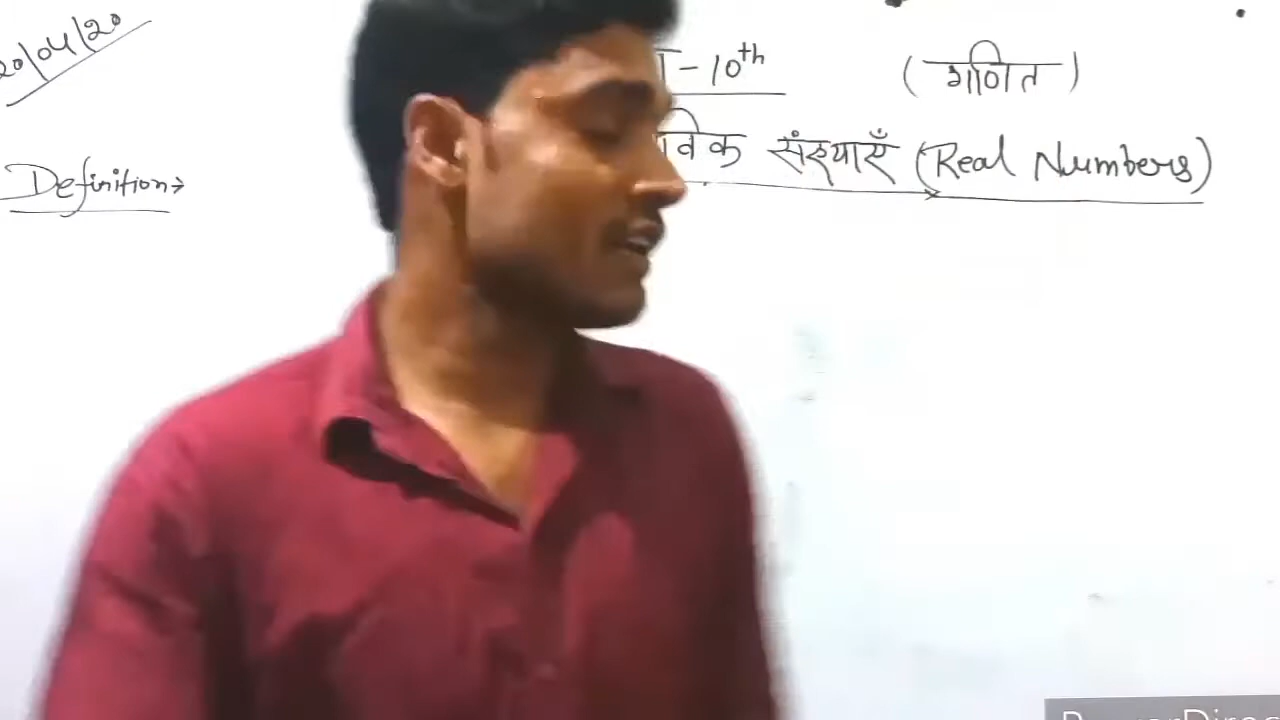 20/04/20
- 10th (गणित)
संख्याएँ (Real Numbers)
Definition→